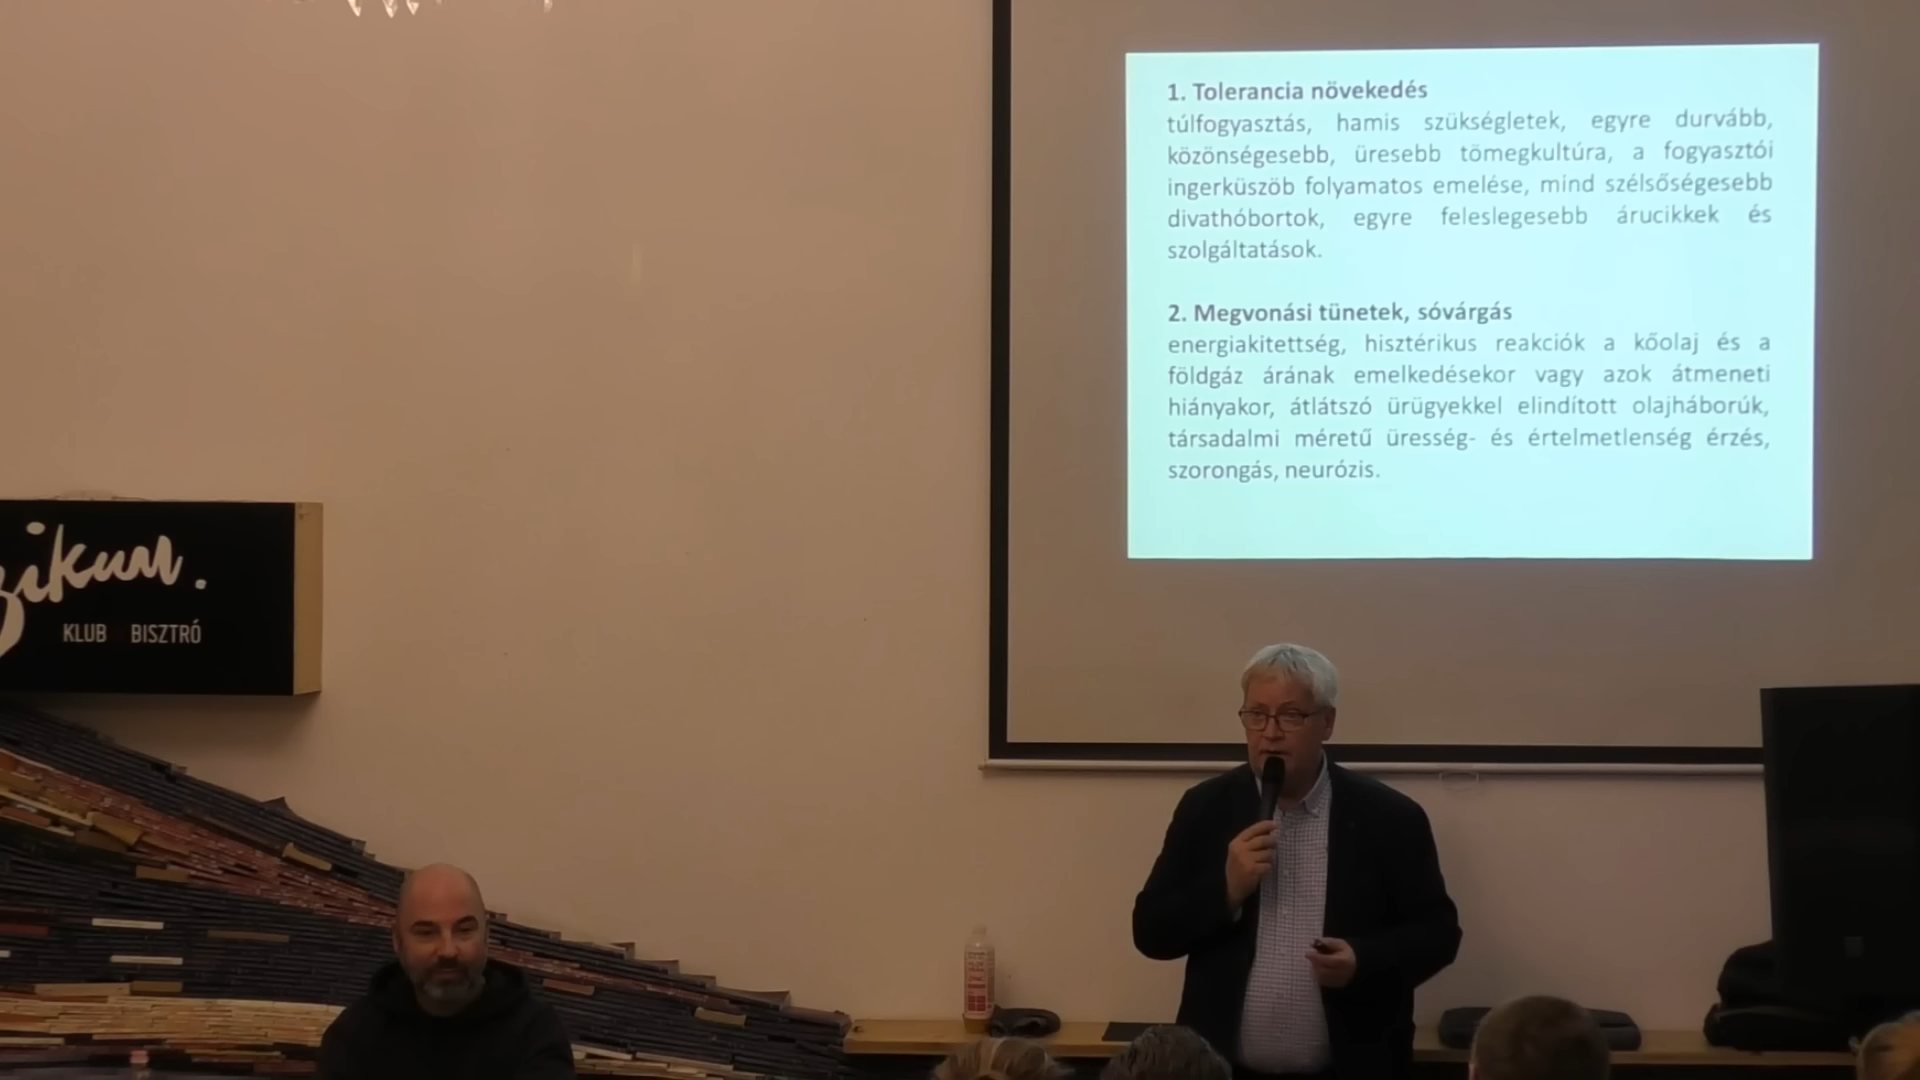 1. Tolerancia növekedés
túlfogyasztás, hamis szükségletek, egyre durvább,
közönségesebb, üresebb tömegkultúra, a fogyasztói
ingerküszöb folyamatos emelése, mind szélsőségesebb
divathóbortok, egyre feleslegesebb árucikkek és
szolgáltatások.
2. Megvonási tünetek, sóvárgás
energiakitettség, hisztérikus reakciók a kőolaj és a
földgáz árának emelkedésekor vagy azok átmeneti
hiányakor, átlátszó ürügyekkel elindított olajháborúk,
társadalmi méretű üresség- és értelmetlenség érzés,
szorongás, neurózis.
zikum.
KLUB BISZTRÓ